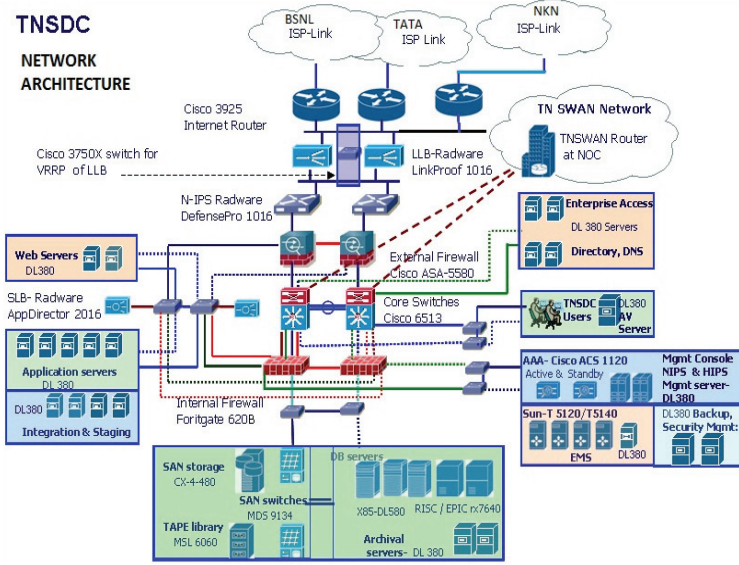 TNSDC
NETWORK
ARCHITECTURE
BSNL
ISP-Link
TATA
ISP Link
NKN
ISP-Link
Cisco 3925
Internet Router
TN SWAN Network
TNSWAN Router
at NOC
Cisco 3750X switch for
VRRP of LLB
LLB-Radware
LinkProof 1016
N-IPS Radware
DefensePro 1016
Enterprise Access
DL 380 Servers
Directory, DNS
Web Servers
DL380
External Firewall
Cisco ASA-5580
SLB- Radware
AppDirector 2016
Core Switches
Cisco 6513
TNSDC
Users
DL380
AV
Server
Application servers
DL 380
AAA- Cisco ACS 1120
Active & Standby
Mgmt Console
NIPS & HIPS
Mgmt server-
DL380
DL380
Integration & Staging
Internal Firewall
Foritgate 620B
Sun-T 5120/T5140
EMS
DL380
DL380 Backup,
Security Mgmt:
SAN storage
CX-4-480
SAN switches
MDS 9134
TAPE library
MSL 6060
DB servers
X85-DL580
RISC / EPIC rx7640
Archival
servers- DL 380